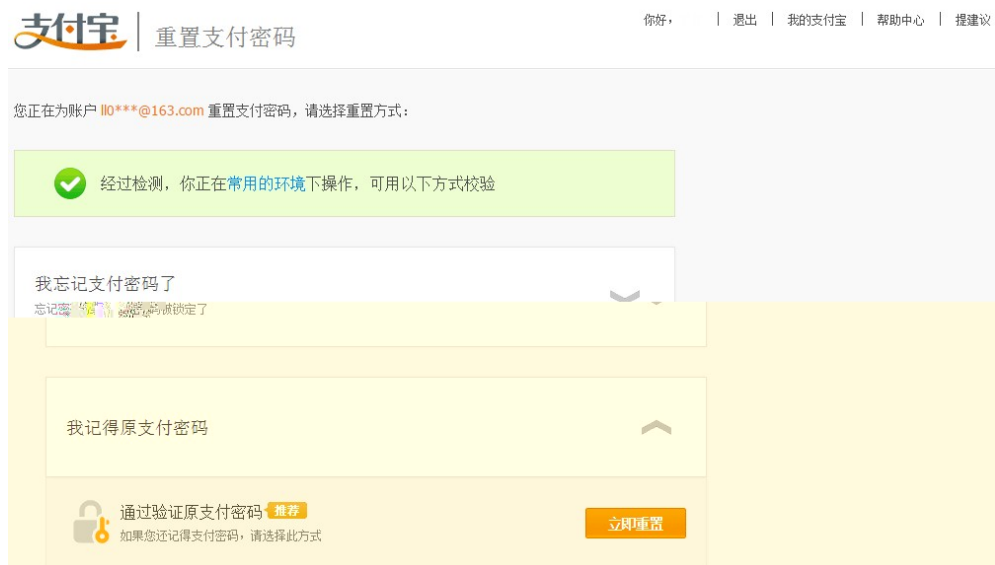 支付宝 重置支付密码
你好， | 退出 | 我的支付宝 | 帮助中心 | 提建议
您正在为账户 ll0***@163.com 重置支付密码，请选择重置方式：
经过检测，你正在常用的环境下操作，可用以下方式校验
我忘记支付密码了
忘记密 码被锁定了
我记得原支付密码
通过验证原支付密码 推荐
如果您还记得支付密码，请选择此方式
立即重置